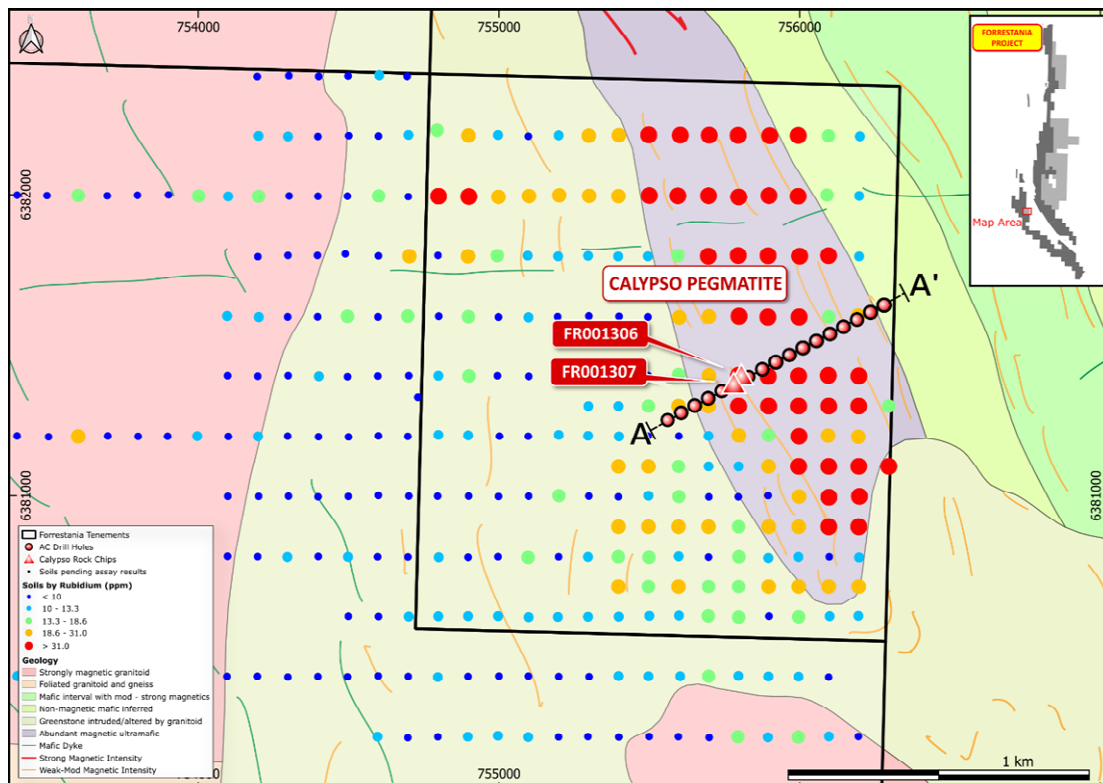 754000
755000
756000
FORRESTANIA
PROJECT
Map Area
6382000
CALYPSO PEGMATITE
A'
FR001306
FR001307
A
6381000
6381000
Forrestania Tenements
AC Drill Holes
Calypso Rock Chips
Soils pending assay results
Soils by Rubidium (ppm)
< 10
10 - 13.3
13.3 - 18.6
18.6 - 31.0
> 31.0
Geology
Strongly magnetic granitoid
Foliated granitoid and gneiss
Mafic interval with mod - strong magnetics
Non-magnetic mafic inferred
Greenstone intruded/altered by granitoid
Abundant magnetic ultramafic
Mafic Dyke
Strong Magnetic Intensity
Weak-Mod Magnetic Intensity
755000
1 km